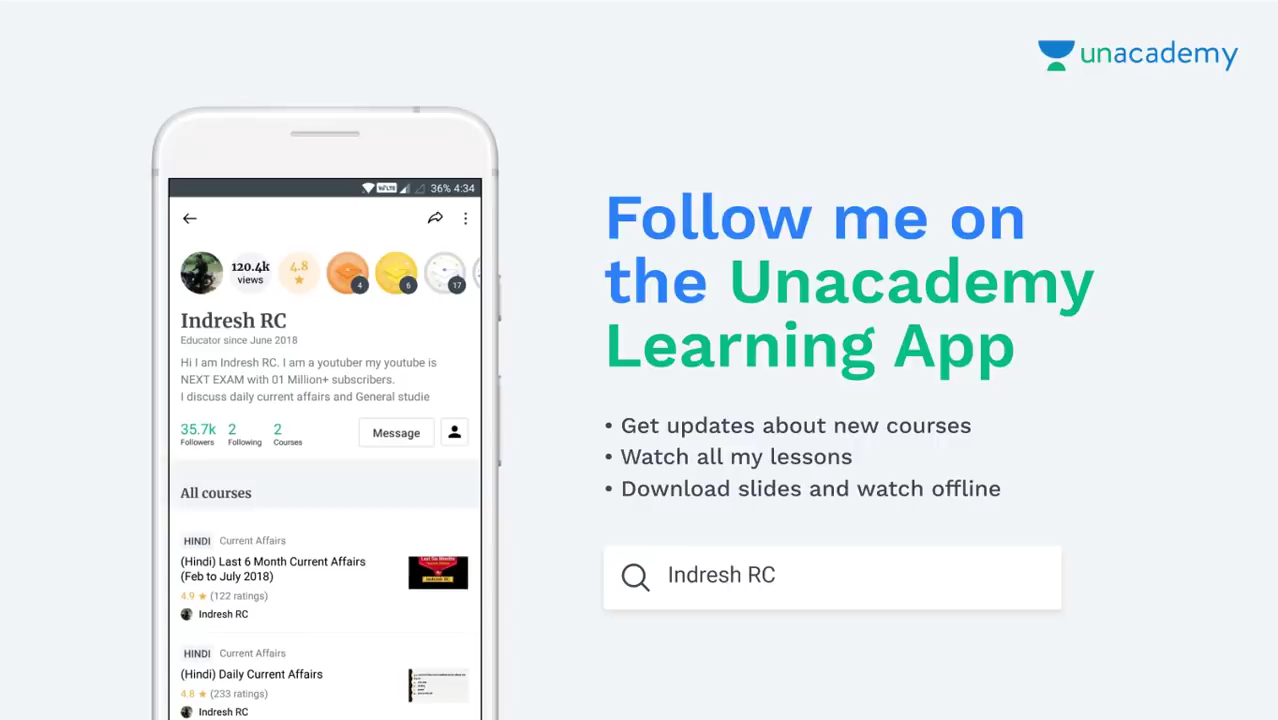 unacademy
36% 4:34
120.4k
views
4.8
4
6
17
Indresh RC
Educator since June 2018
Hi I am Indresh RC. I am a youtuber my youtube is
NEXT EXAM with 01 Million+ subscribers.
I discuss daily current affairs and General studie
35.7k
Followers
2
Following
2
Courses
Message
All courses
HINDI Current Affairs
(Hindi) Last 6 Month Current Affairs
(Feb to July 2018)
4.9 ★ (122 ratings)
Indresh RC
HINDI Current Affairs
(Hindi) Daily Current Affairs
4.8 ★ (233 ratings)
Indresh RC
Follow me on
the Unacademy
Learning App
• Get updates about new courses
• Watch all my lessons
• Download slides and watch offline
Indresh RC